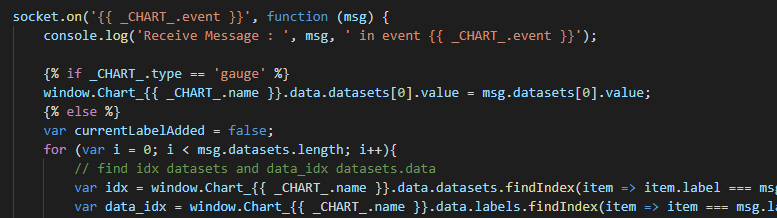 socket.on('{{ _CHART_.event }}', function (msg) {
console.log('Receive Message : ', msg, ' in event {{ _CHART_.event }}');
{% if _CHART_.type == 'gauge' %}
window.Chart_{{ _CHART_.name }}.data.datasets[0].value = msg.datasets[0].value;
{% else %}
var currentLabelAdded = false;
for (var i = 0; i < msg.datasets.length; i++){
// find idx datasets and data_idx datasets.data
var idx = window.Chart_{{ _CHART_.name }}.data.datasets.findIndex(item => item.label === msg
var data_idx = window.Chart_{{ _CHART_.name }}.data.labels.findIndex(item => item === msg.l